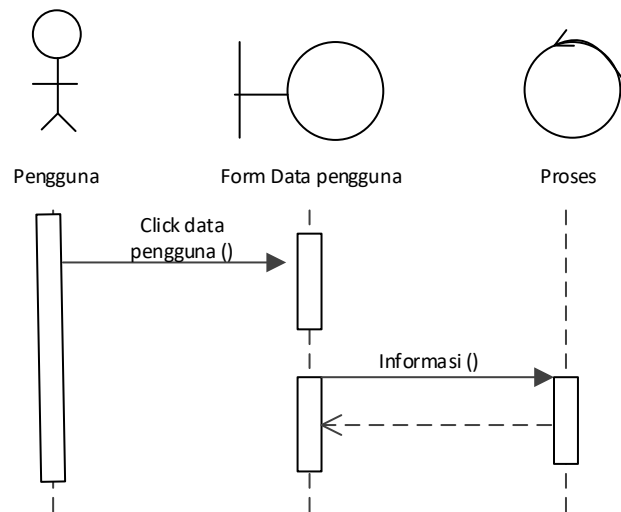 Pengguna
Form Data pengguna
Proses
Click data
pengguna ()
Informasi ()